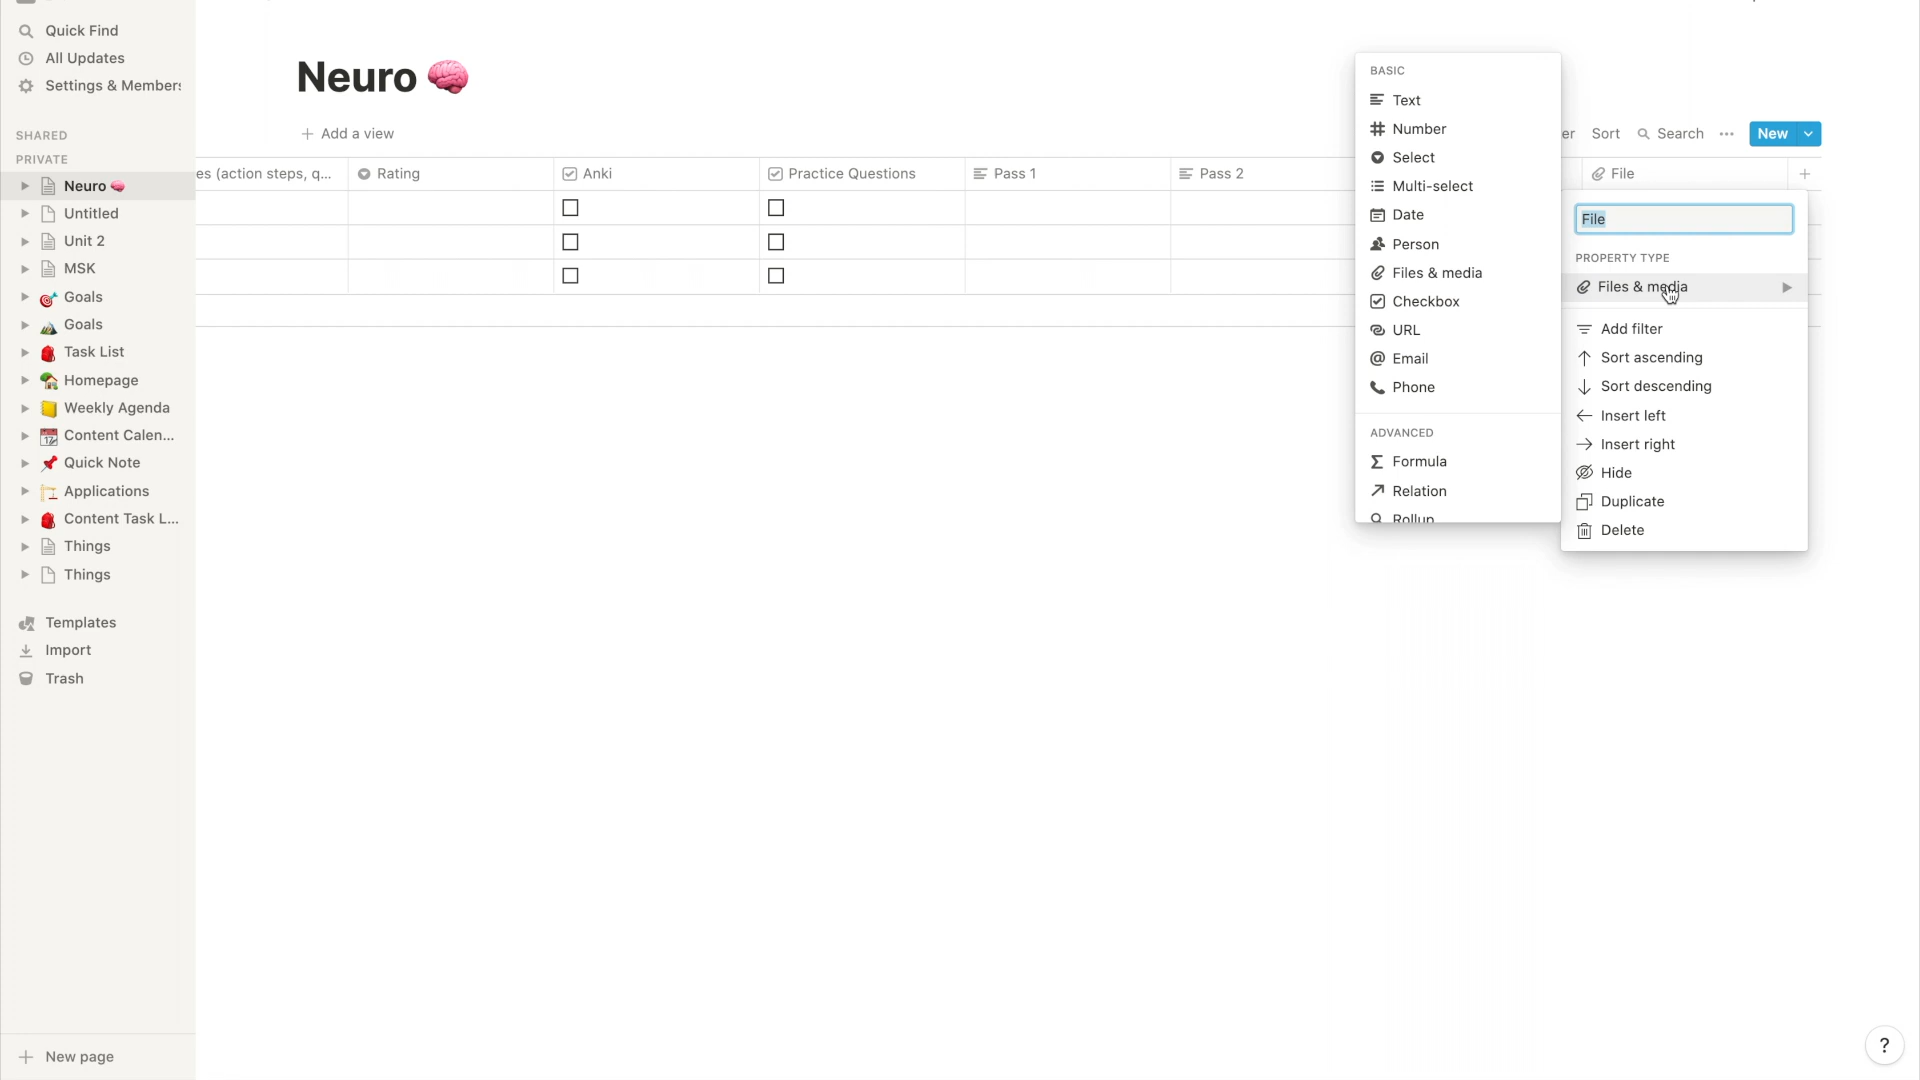 Quick Find
All Updates
Settings & Members
SHARED
PRIVATE
Neuro 🧠
Untitled
Unit 2
MSK
Goals
Goals
Task List
Homepage
Weekly Agenda
Content Calen...
Quick Note
Applications
Content Task L...
Things
Things
Templates
Import
Trash
New page
Neuro 🧠
Add a view
er Sort Search ... New
es (action steps, q... Rating Anki Practice Questions Pass 1 Pass 2 File
BASIC
Text
Number
Select
Multi-select
Date
Person
Files & media
Checkbox
URL
Email
Phone
ADVANCED
Formula
Relation
Rollup
File
PROPERTY TYPE
Files & media
Add filter
Sort ascending
Sort descending
Insert left
Insert right
Hide
Duplicate
Delete
?